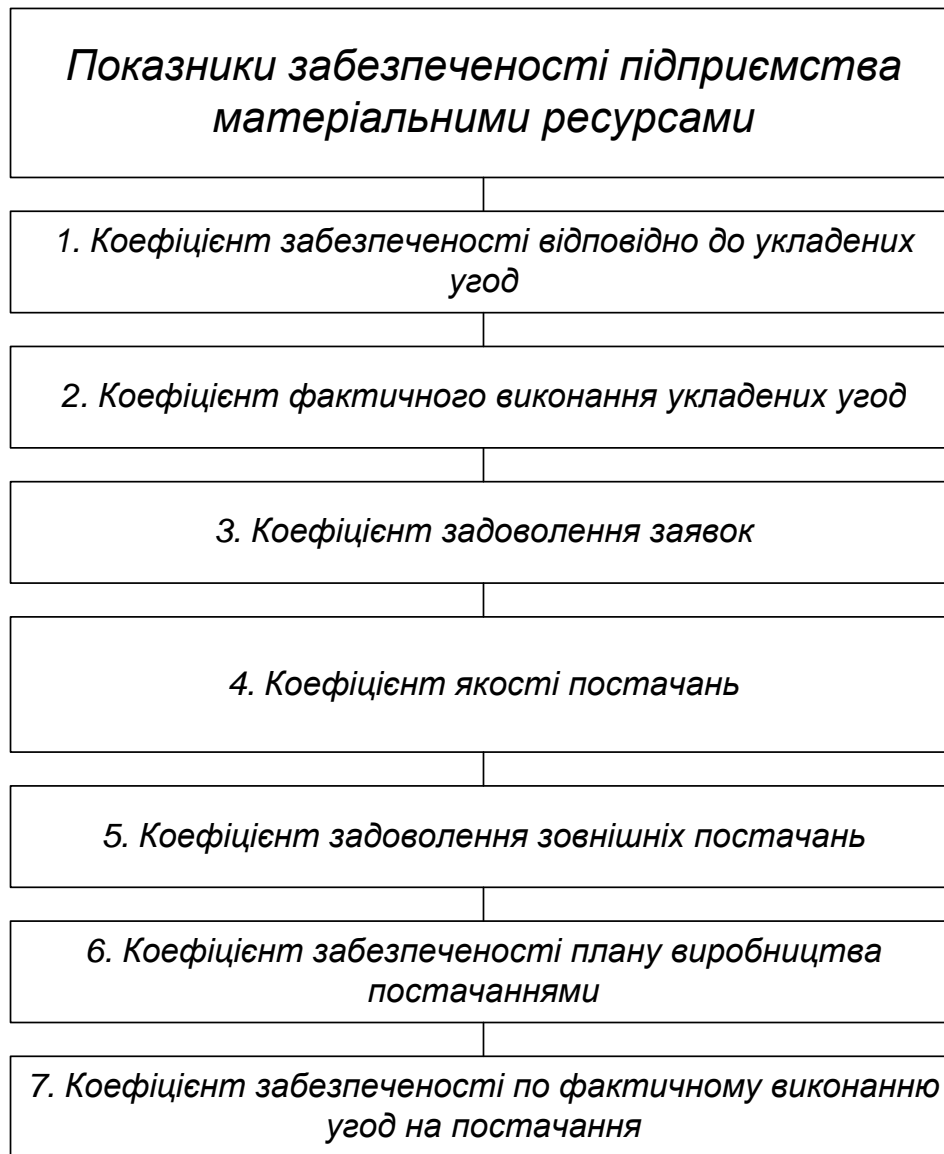 Показники забезпеченості підприємства
матеріальними ресурсами
1. Коефіцієнт забезпеченості відповідно до укладених
угод
2. Коефіцієнт фактичного виконання укладених угод
3. Коефіцієнт задоволення заявок
4. Коефіцієнт якості постачань
5. Коефіцієнт задоволення зовнішніх постачань
6. Коефіцієнт забезпеченості плану виробництва
постачаннями
7. Коефіцієнт забезпеченості по фактичному виконанню
угод на постачання